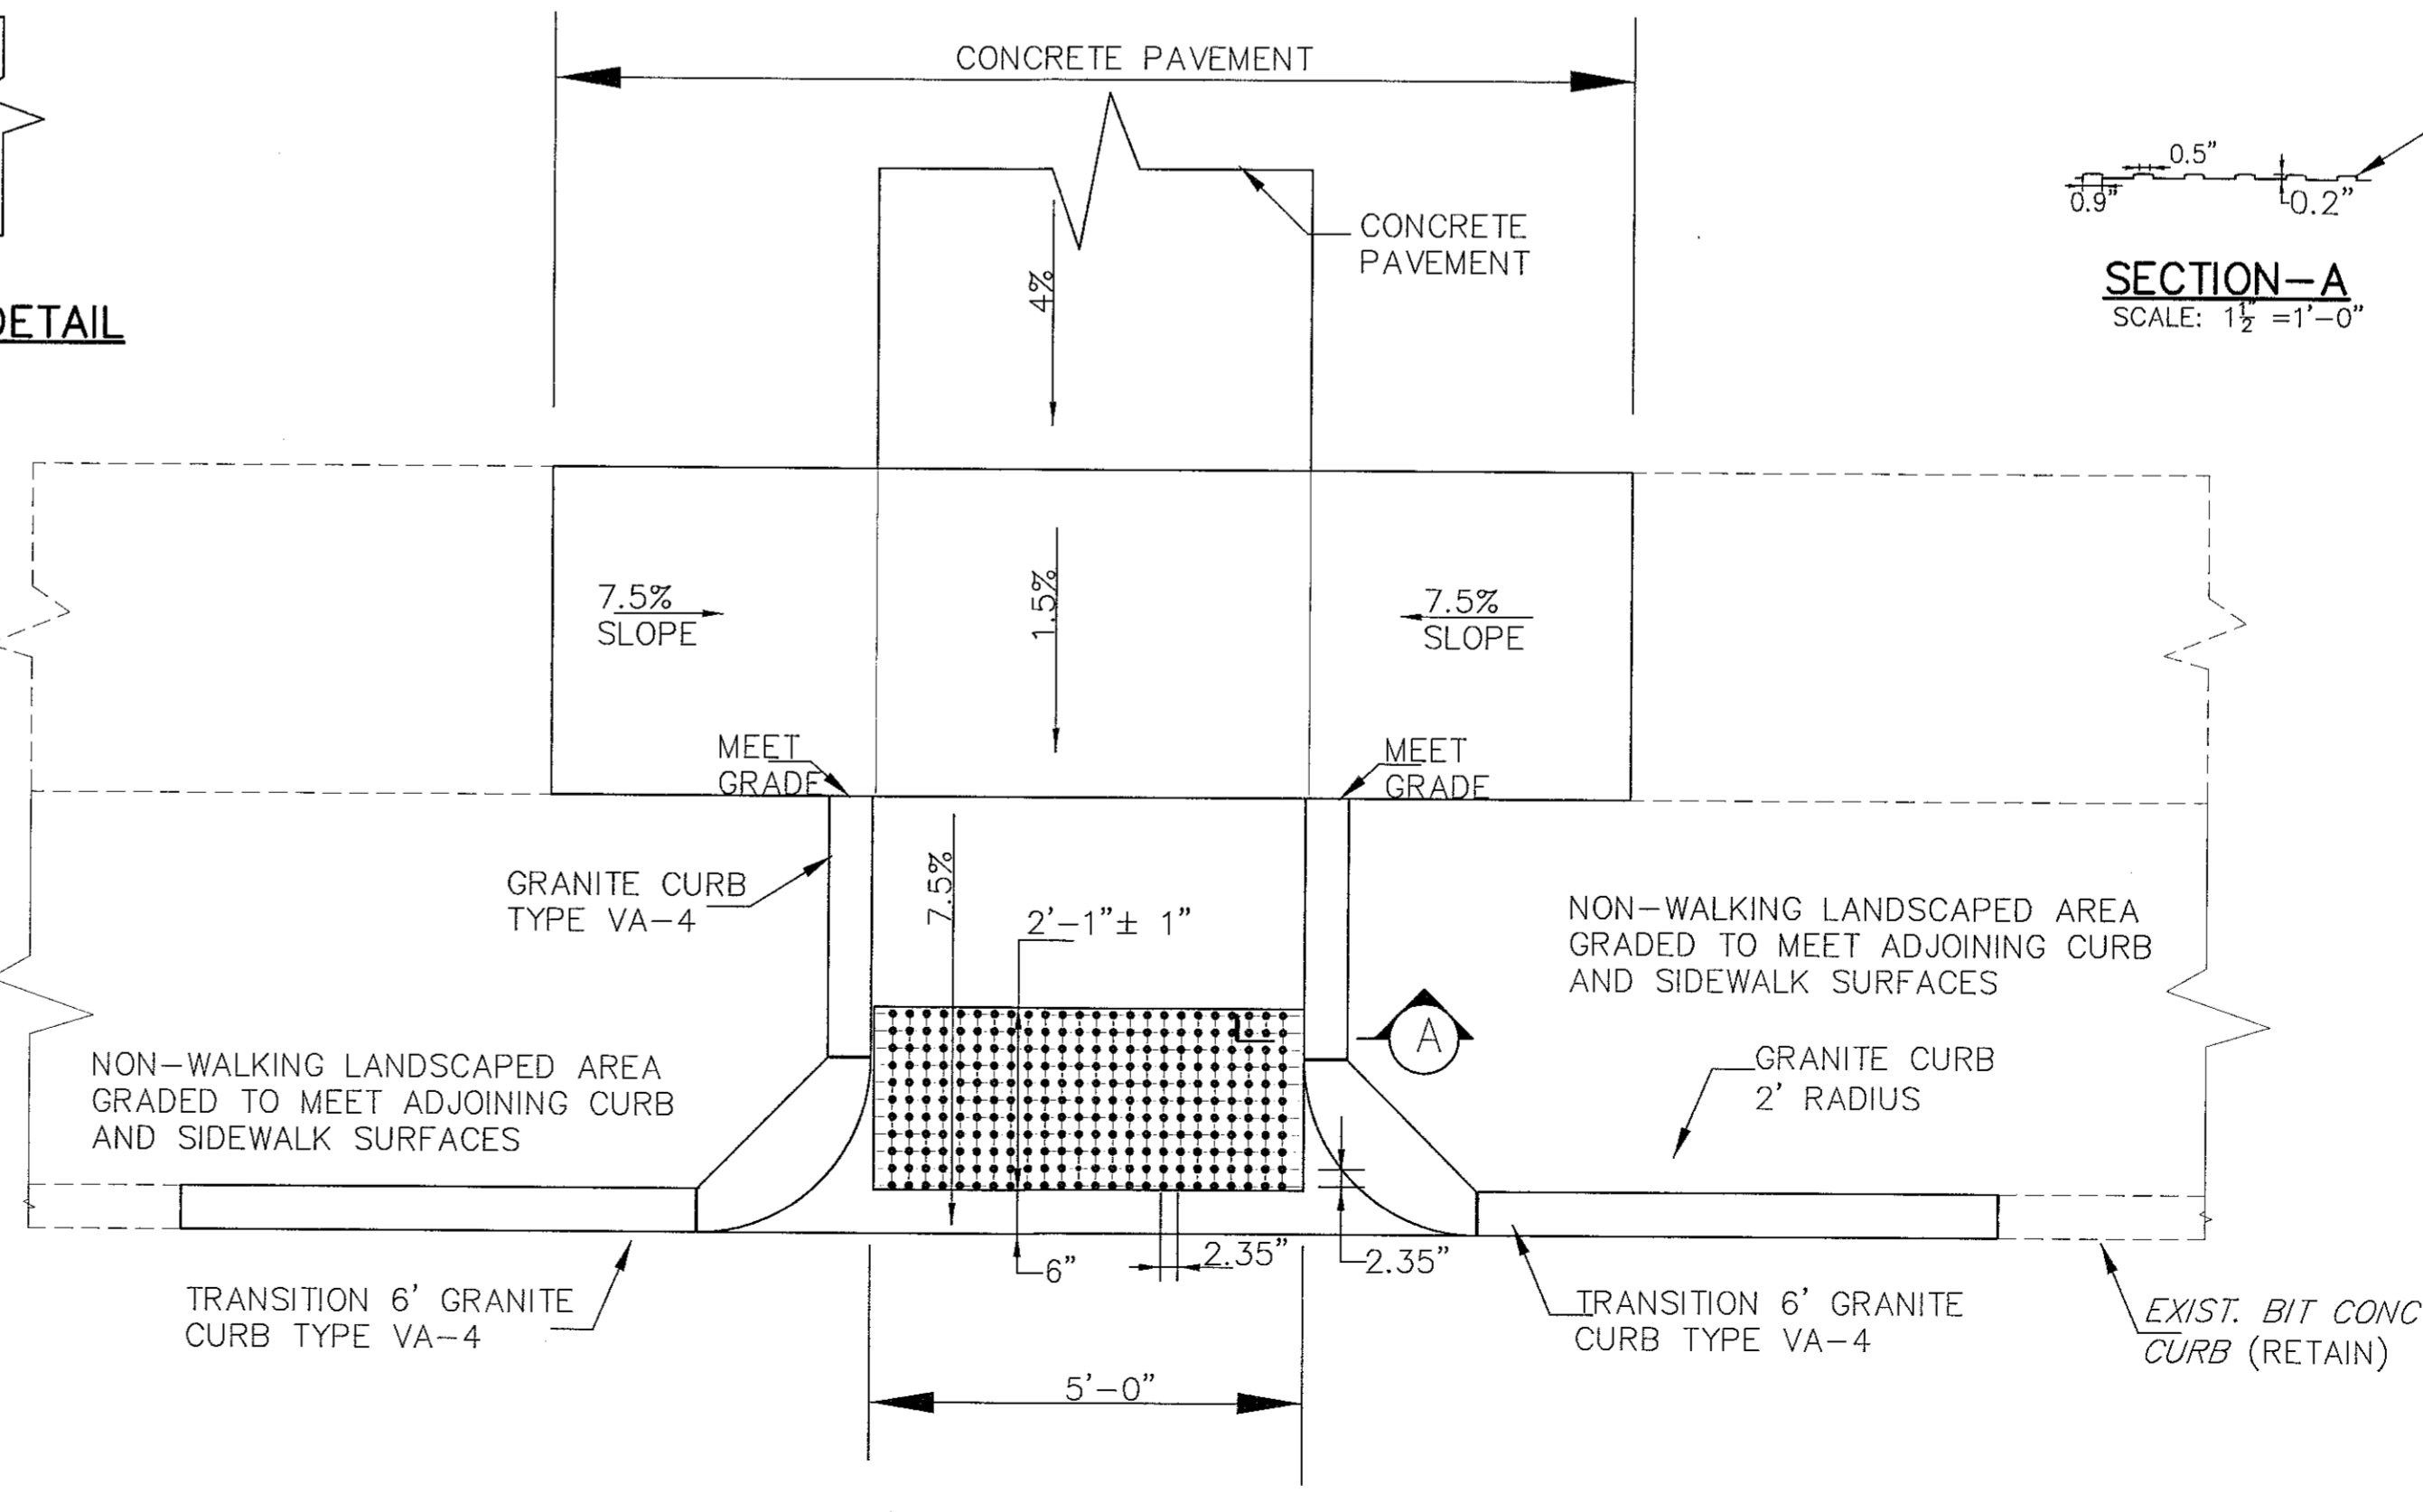 CONCRETE PAVEMENT
CONCRETE
PAVEMENT
4%
0.5"
0.9"
0.2"
SECTION-A
SCALE: 1½" =1'-0"
DETAIL
7.5%
SLOPE
1.5%
7.5%
SLOPE
MEET
GRADE
MEET
GRADE
GRANITE CURB
TYPE VA-4
7.5%
2'-1"± 1"
NON-WALKING LANDSCAPED AREA
GRADED TO MEET ADJOINING CURB
AND SIDEWALK SURFACES
A
NON-WALKING LANDSCAPED AREA
GRADED TO MEET ADJOINING CURB
AND SIDEWALK SURFACES
GRANITE CURB
2' RADIUS
6"
2.35"
2.35"
TRANSITION 6' GRANITE
CURB TYPE VA-4
TRANSITION 6' GRANITE
CURB TYPE VA-4
EXIST. BIT CONC
CURB (RETAIN)
5'-0"